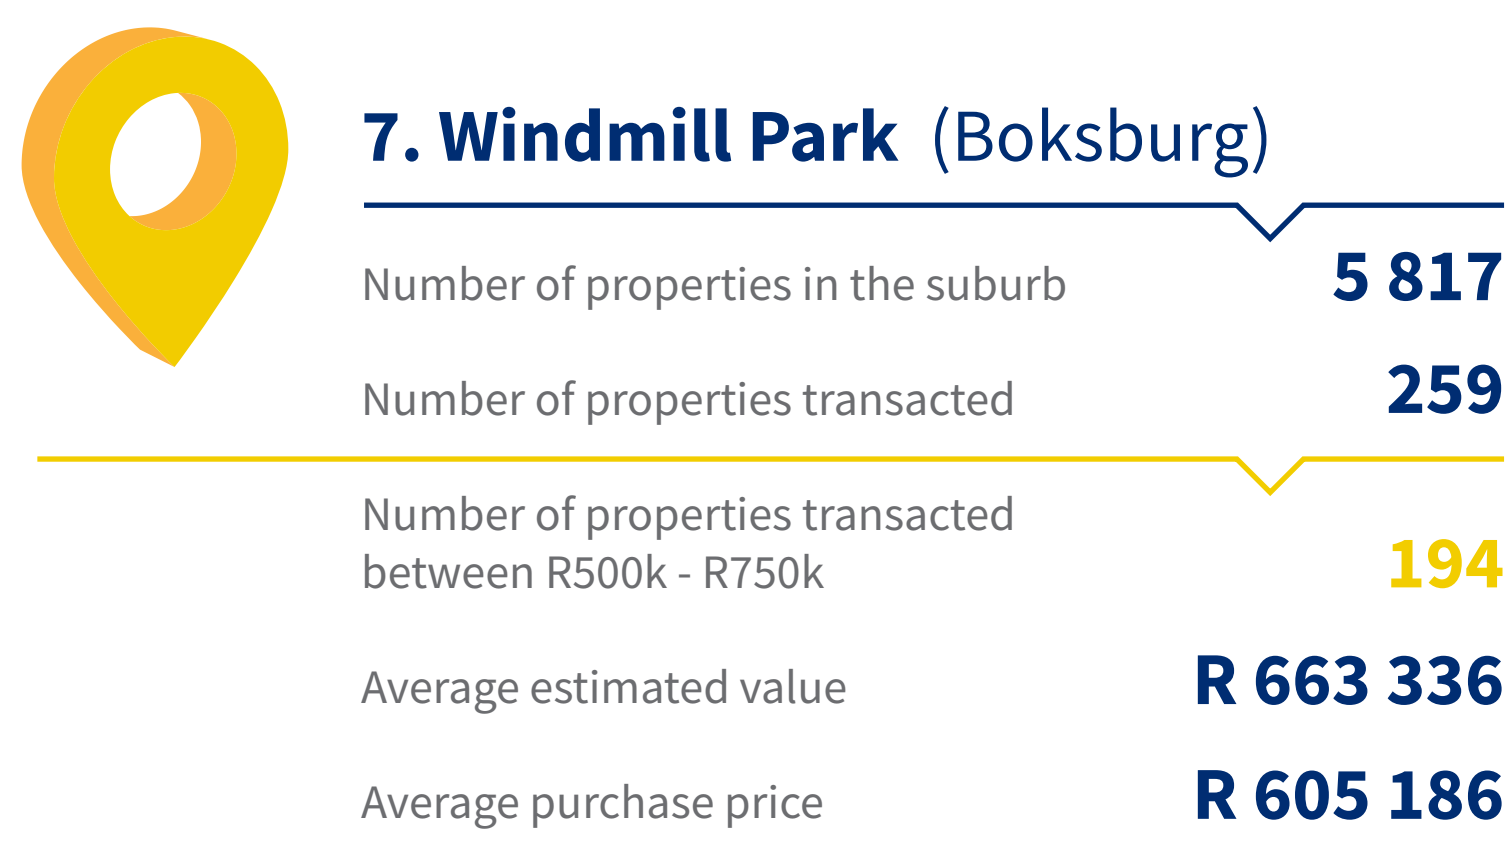 7. Windmill Park (Boksburg)
Number of properties in the suburb 5 817
Number of properties transacted 259
Number of properties transacted
between R500k - R750k 194
Average estimated value R 663 336
Average purchase price R 605 186